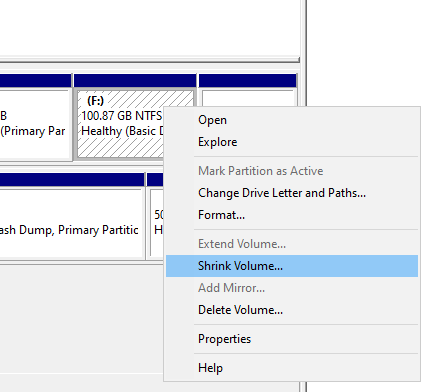 (F:)
B
100.87 GB NTFS
(Primary Par
Healthy (Basic D
Open
Explore
Mark Partition as Active
Change Drive Letter and Paths...
Format...
50
ash Dump, Primary Partitic
H
Extend Volume...
Shrink Volume...
Add Mirror...
Delete Volume...
Properties
Help